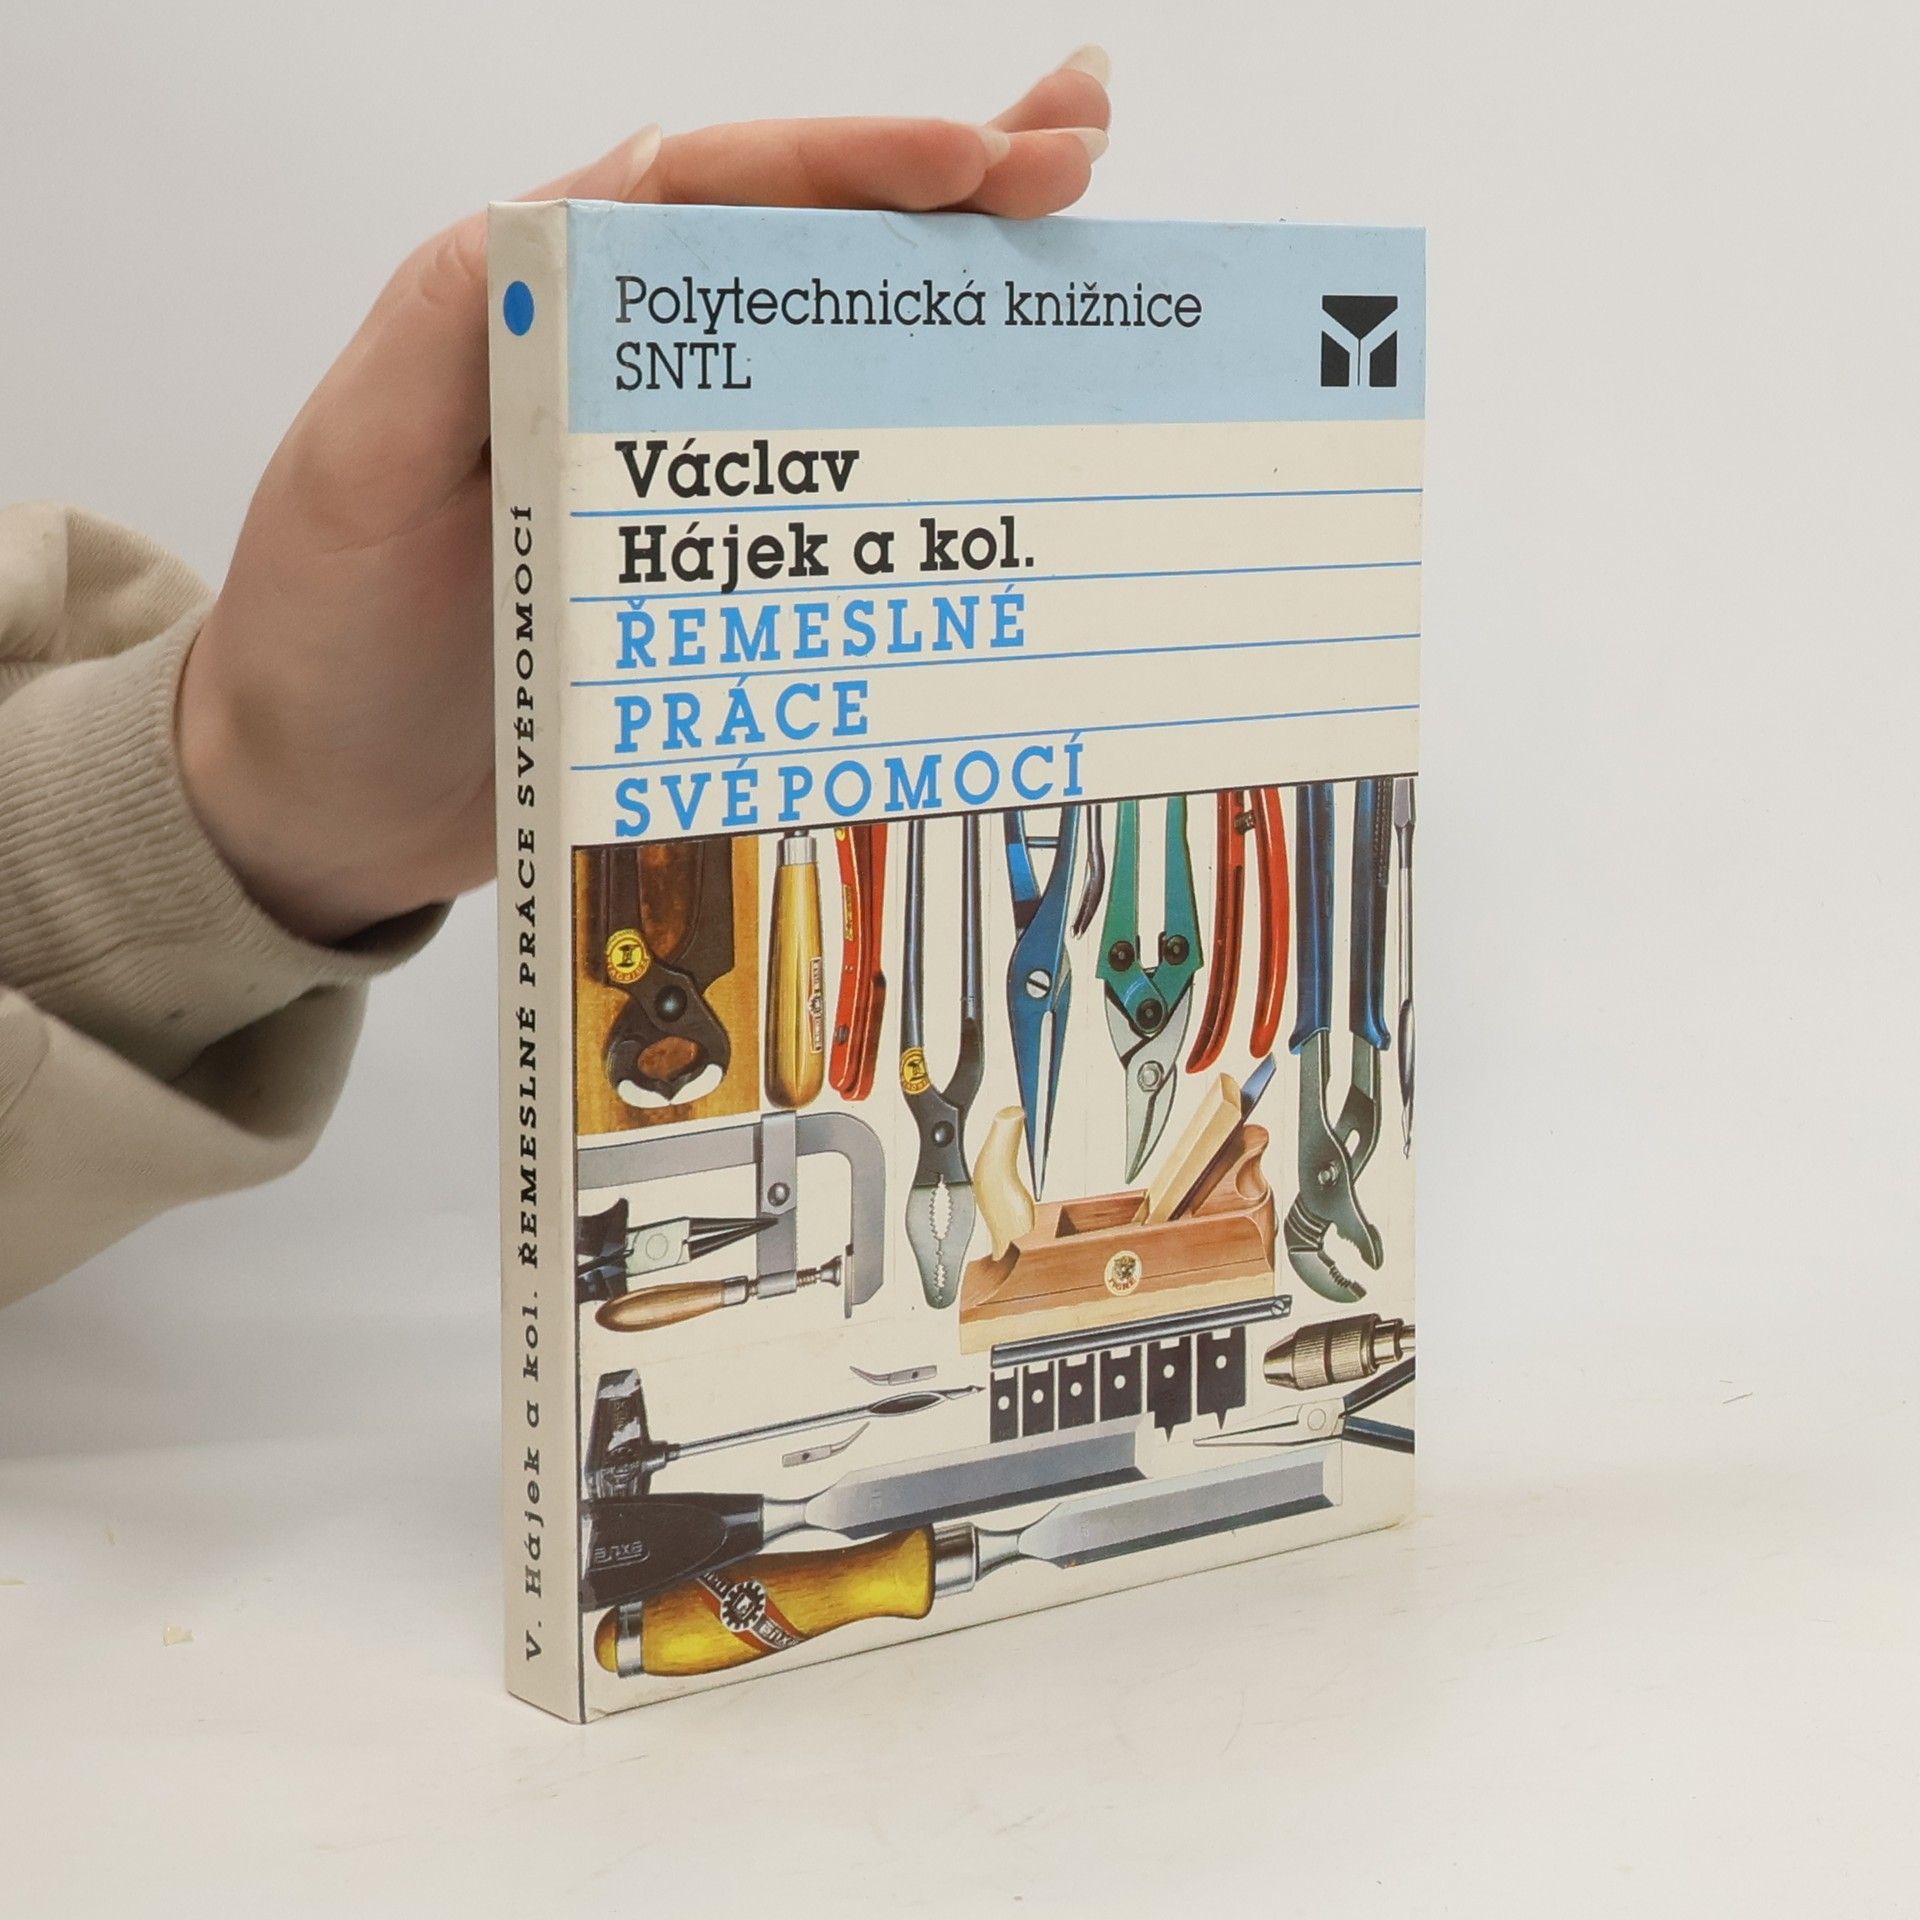 Polytechnická knižnice
SNTL
Václav
Hájek a kol.
ŘEMESLNÉ
PRÁCE
SVÉPOMOCÍ
V. Hájek a kol. ŘEMESLNÉ PRÁCE SVÉPOMOCÍ